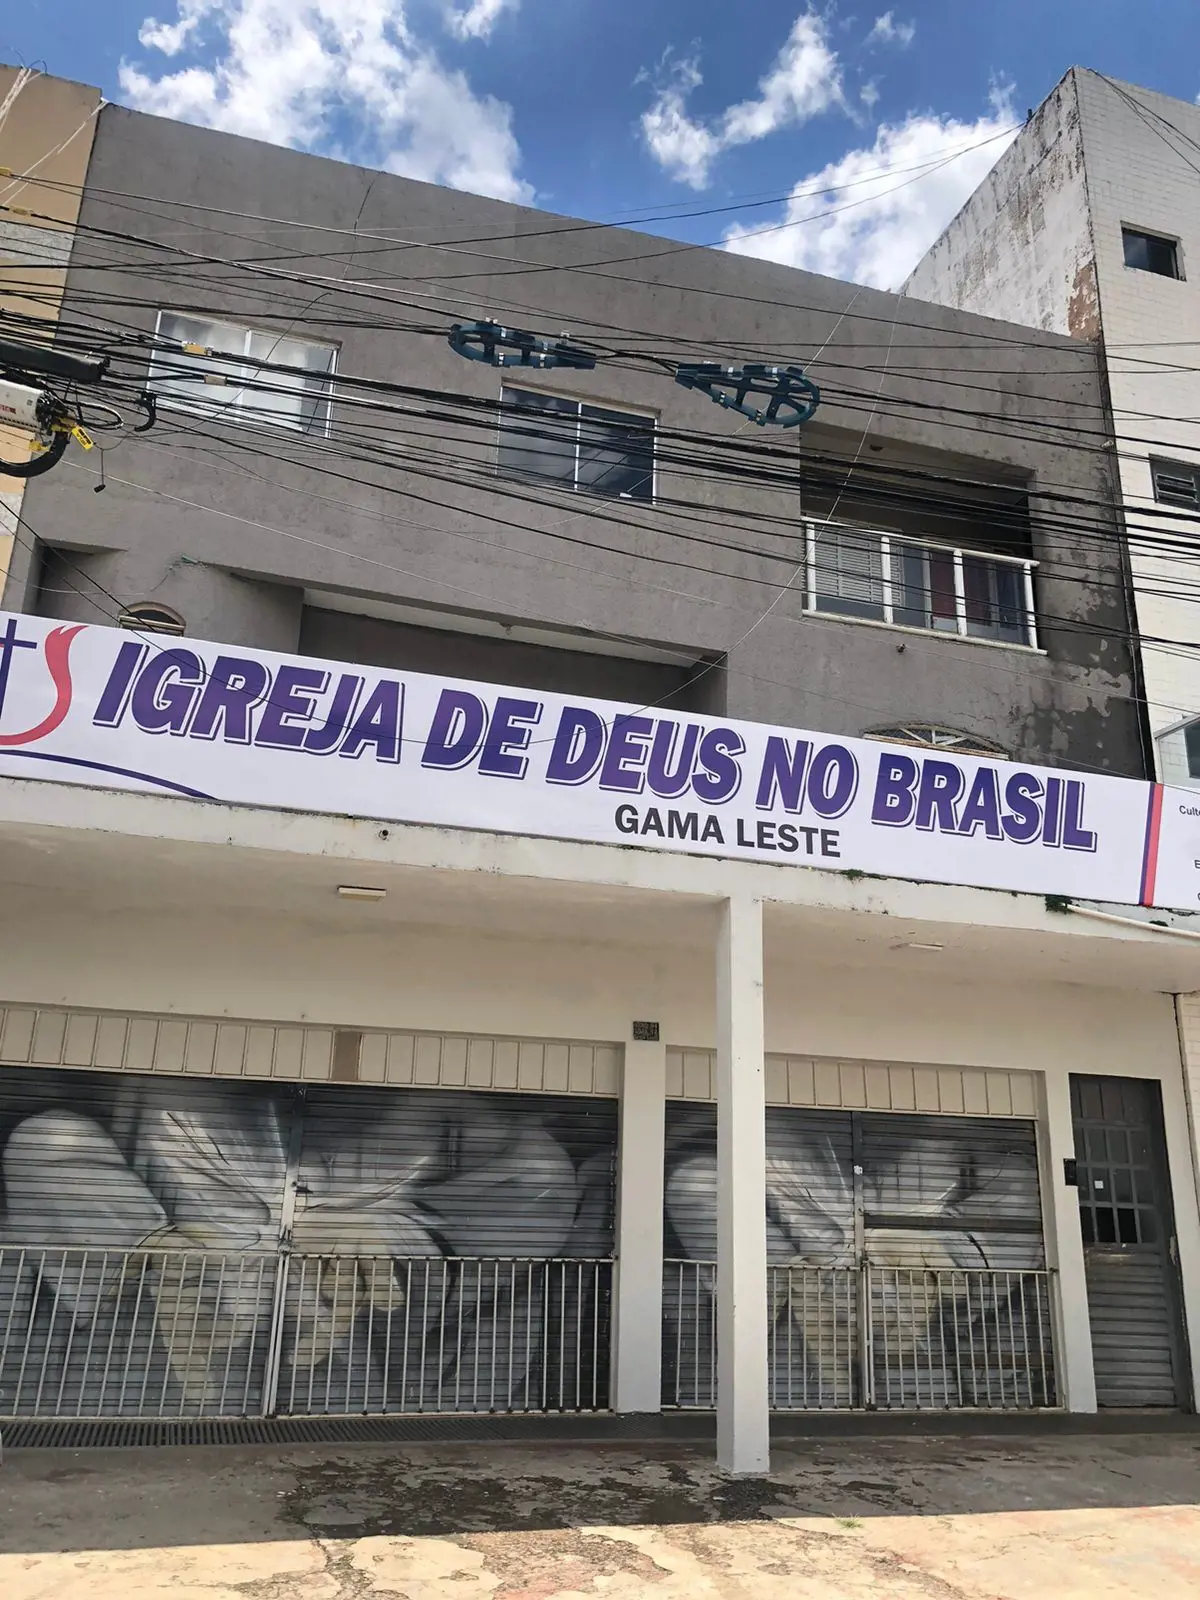 IGREJA DE DEUS NO BRASIL
GAMA LESTE